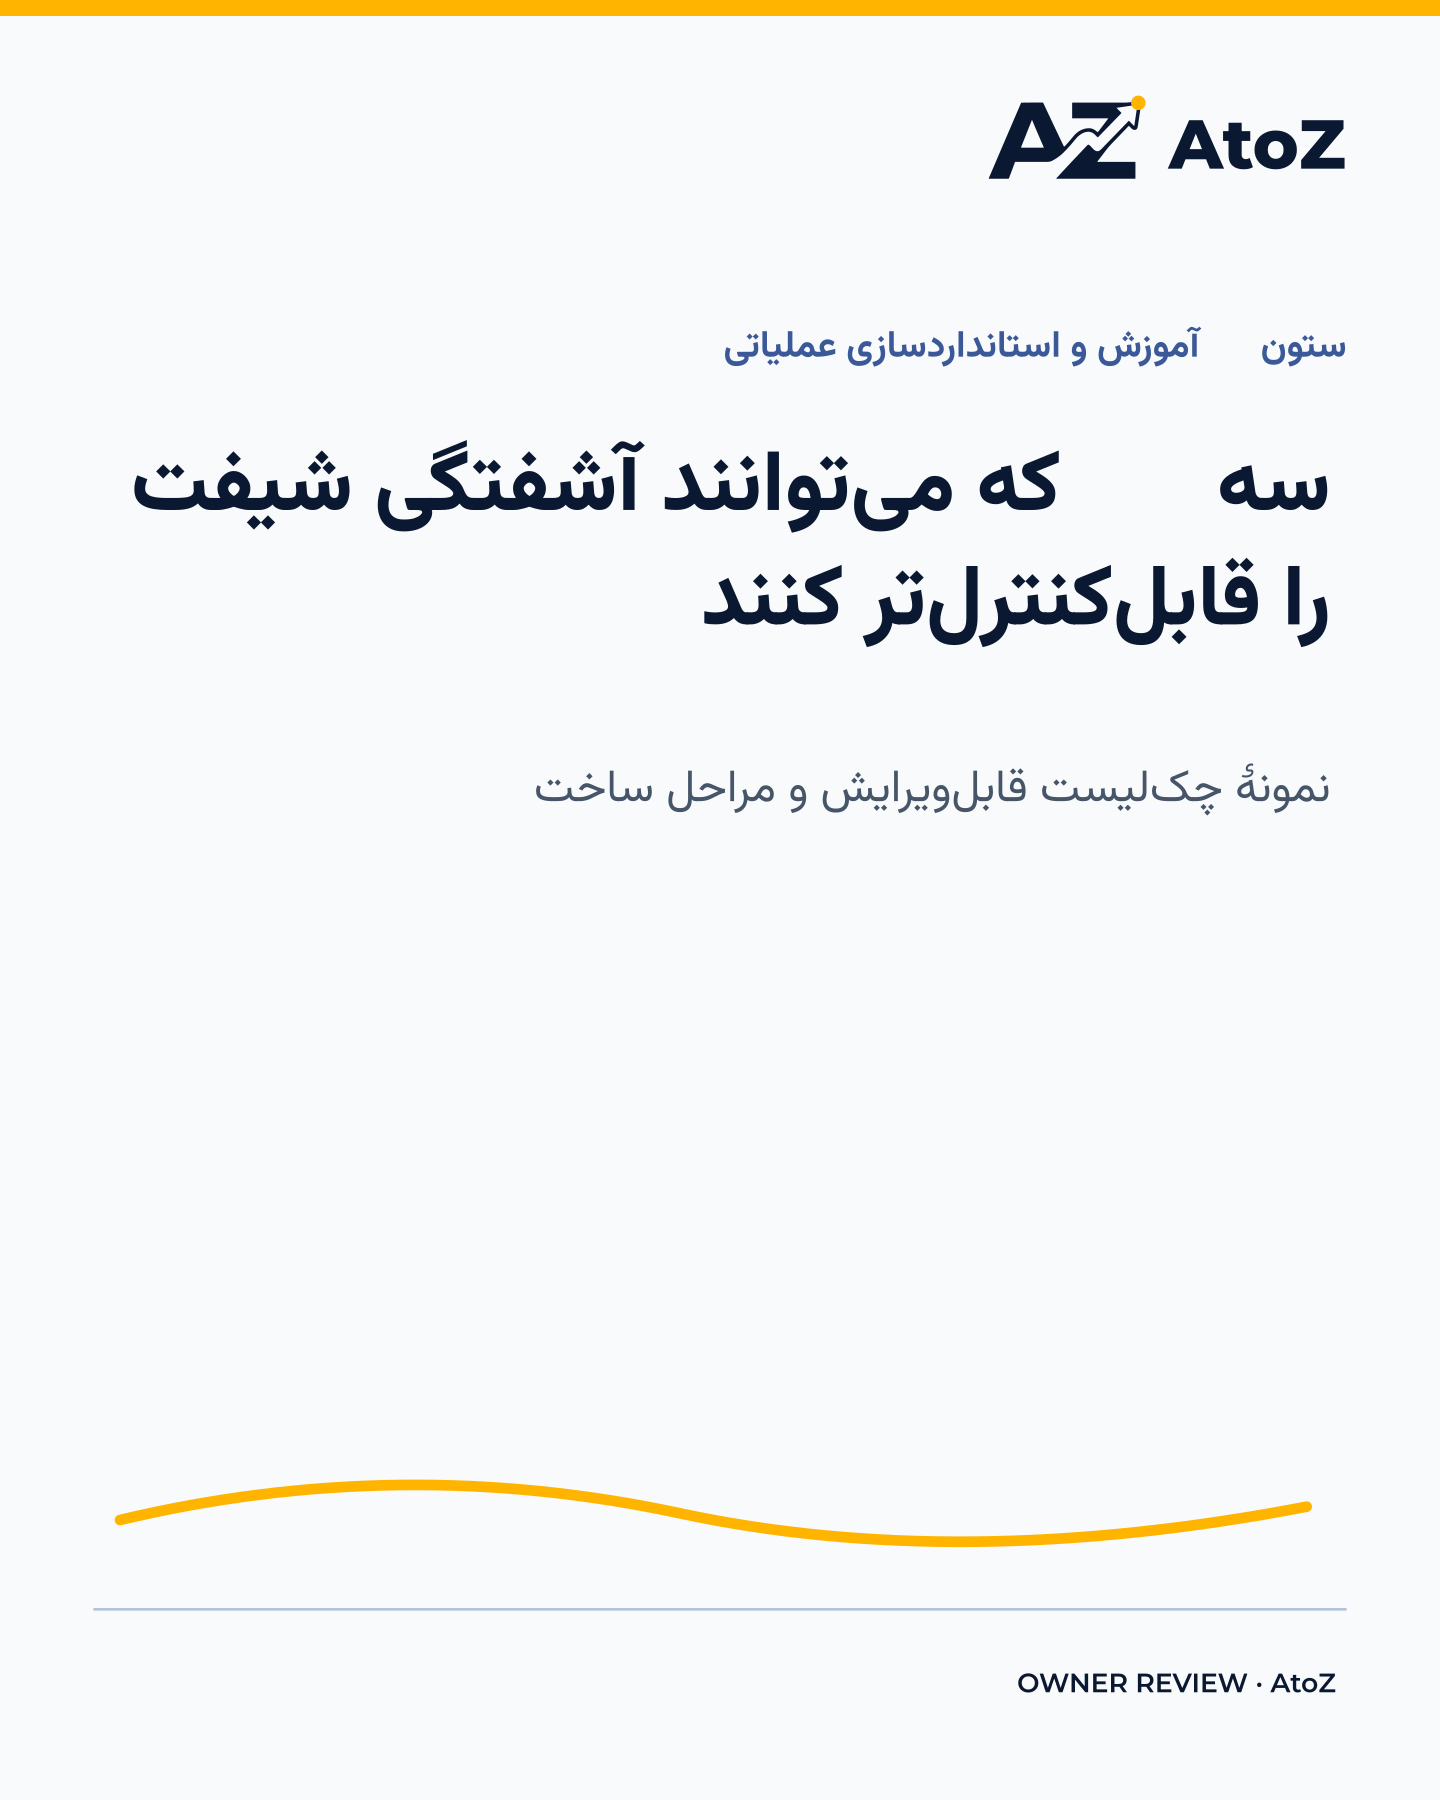 AZ AtoZ
ستون آموزش و استانداردسازی عملیاتی
سه که می‌توانند آشفتگی شیفت
را قابل‌کنترل‌تر کنند
نمونهٔ چک‌لیست قابل‌ویرایش و مراحل ساخت
OWNER REVIEW · AtoZ